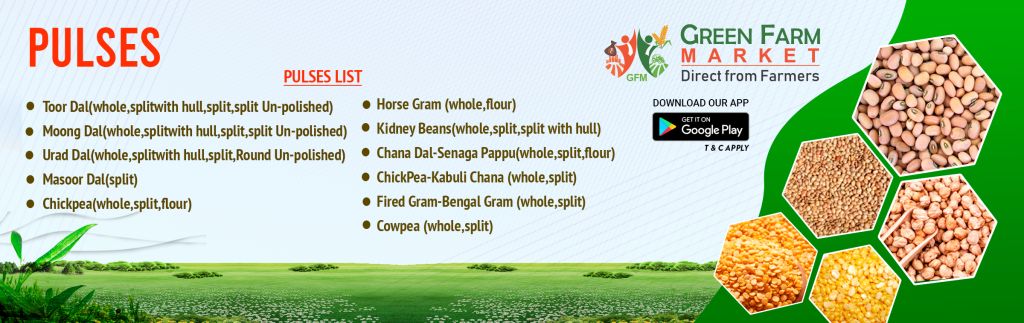 PULSES
PULSES LIST
Toor Dal(whole,splitwith hull,split,split Un-polished)
Moong Dal(whole,splitwith hull,split,split Un-polished)
Urad Dal(whole,splitwith hull,split,Round Un-polished)
Masoor Dal(split)
Chickpea(whole,split,flour)
Horse Gram (whole,flour)
Kidney Beans(whole,split,split with hull)
Chana Dal-Senaga Pappu(whole,split,flour)
ChickPea-Kabuli Chana (whole,split)
Fired Gram-Bengal Gram (whole,split)
Cowpea (whole,split)
GFM
GREEN FARM
MARKET
Direct from Farmers
DOWNLOAD OUR APP
GET IT ON
Google Play
T & C APPLY